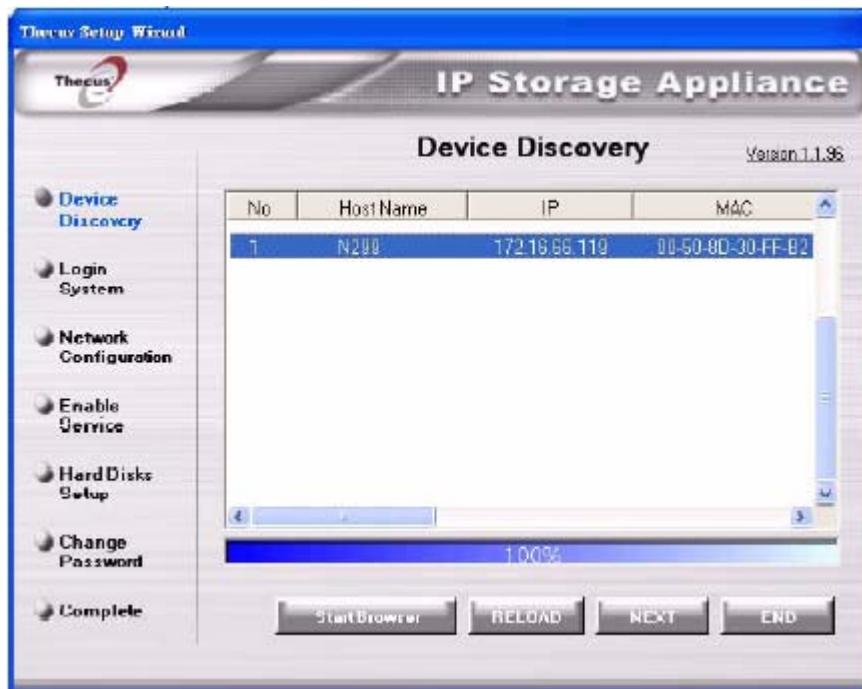 Thecus Setup Wizard
Thecus
IP Storage Appliance
Device Discovery
Version 1.1.96
Device
Discovery
Login
System
Network
Configuration
Enable
Service
Hard Disks
Setup
Change
Password
Complete
No Host Name IP MAC
1 172.16.66.119 00-50-8D-30-FF-B2
100%
Start Browser RELOAD NEXT END